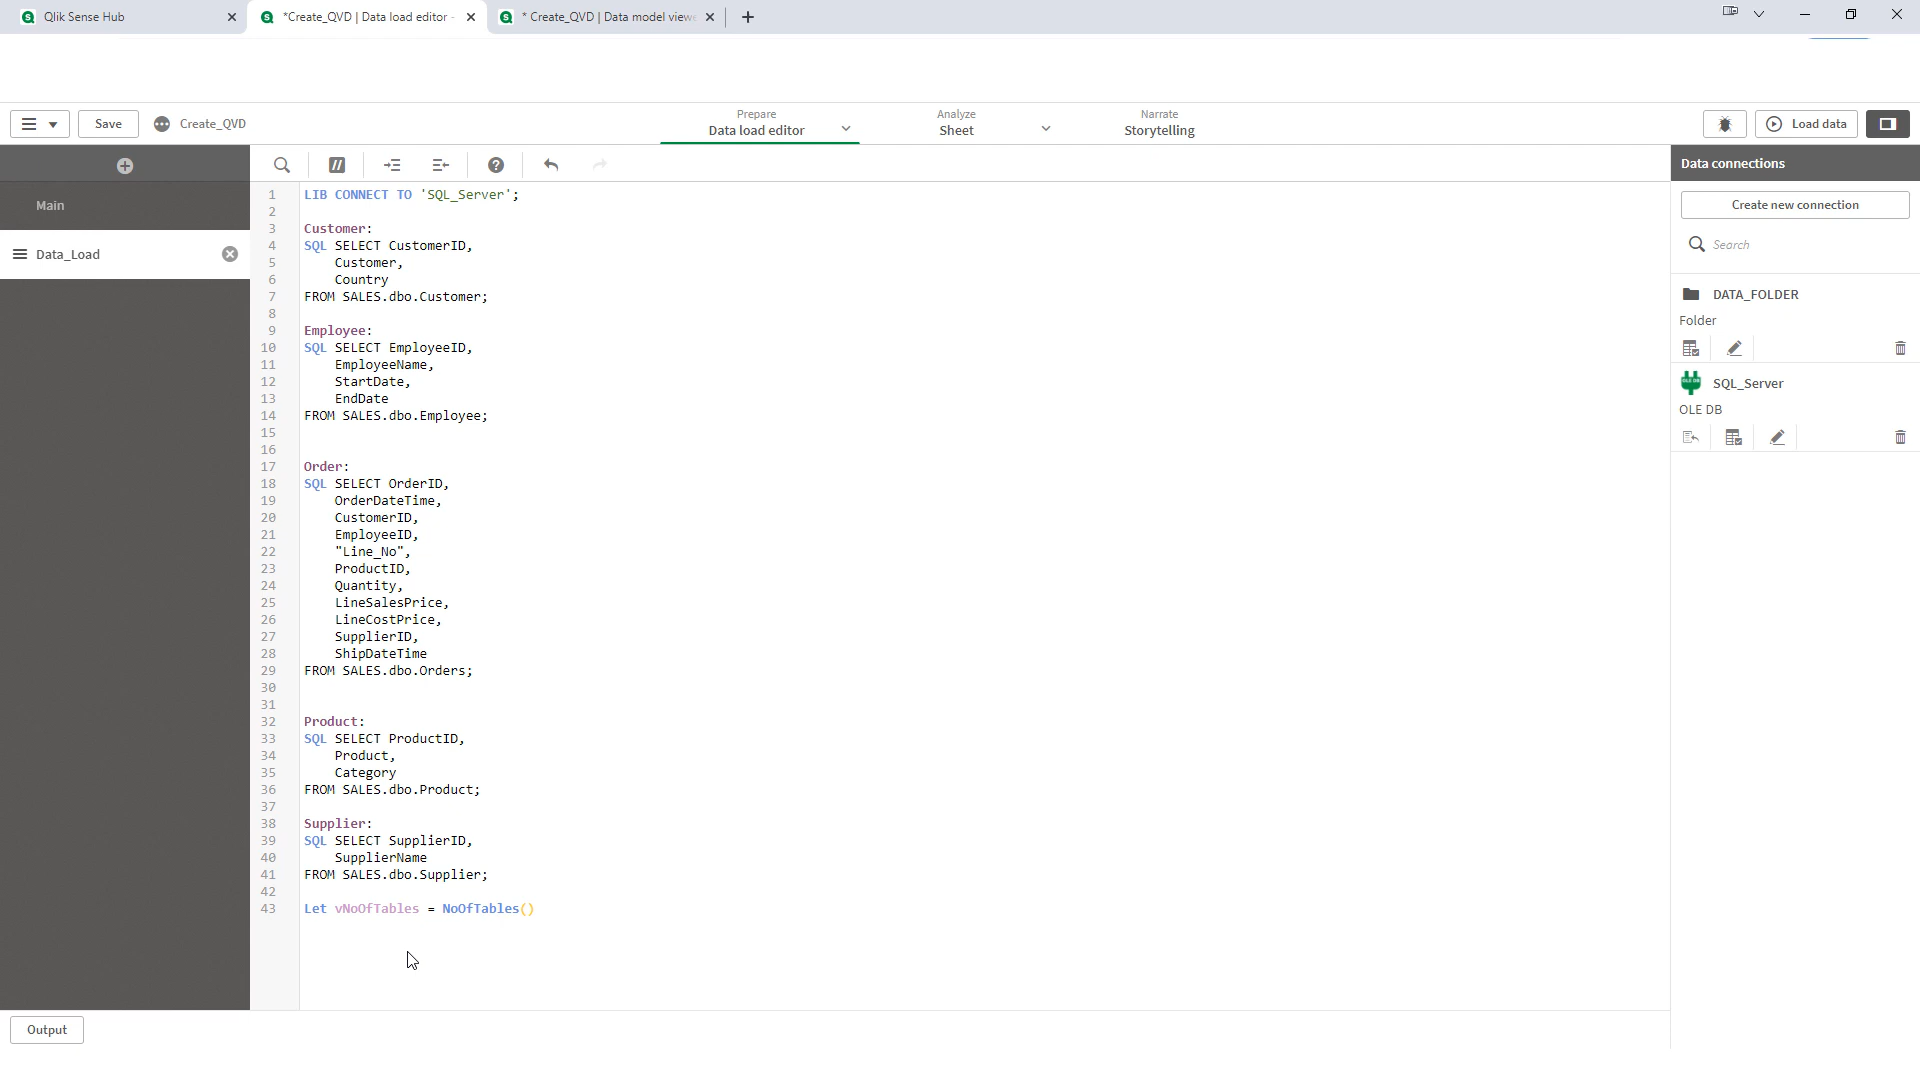 Qlik Sense Hub
*Create_QVD | Data load editor -
* Create_QVD | Data model viewe
Save
Create_QVD
Prepare
Data load editor
Analyze
Sheet
Narrate
Storytelling
Load data
Main
Data_Load
1 LIB CONNECT TO 'SQL_Server';
2
3 Customer:
4 SQL SELECT CustomerID,
5 Customer,
6 Country
7 FROM SALES.dbo.Customer;
8
9 Employee:
10 SQL SELECT EmployeeID,
11 EmployeeName,
12 StartDate,
13 EndDate
14 FROM SALES.dbo.Employee;
15
16
17 Order:
18 SQL SELECT OrderID,
19 OrderDateTime,
20 CustomerID,
21 EmployeeID,
22 "Line_No",
23 ProductID,
24 Quantity,
25 LineSalesPrice,
26 LineCostPrice,
27 SupplierID,
28 ShipDateTime
29 FROM SALES.dbo.Orders;
30
31
32 Product:
33 SQL SELECT ProductID,
34 Product,
35 Category
36 FROM SALES.dbo.Product;
37
38 Supplier:
39 SQL SELECT SupplierID,
40 SupplierName
41 FROM SALES.dbo.Supplier;
42
43 Let vNoOfTables = NoOfTables()
Data connections
Create new connection
Search
DATA_FOLDER
Folder
OLE DB
SQL_Server
OLE DB
Output